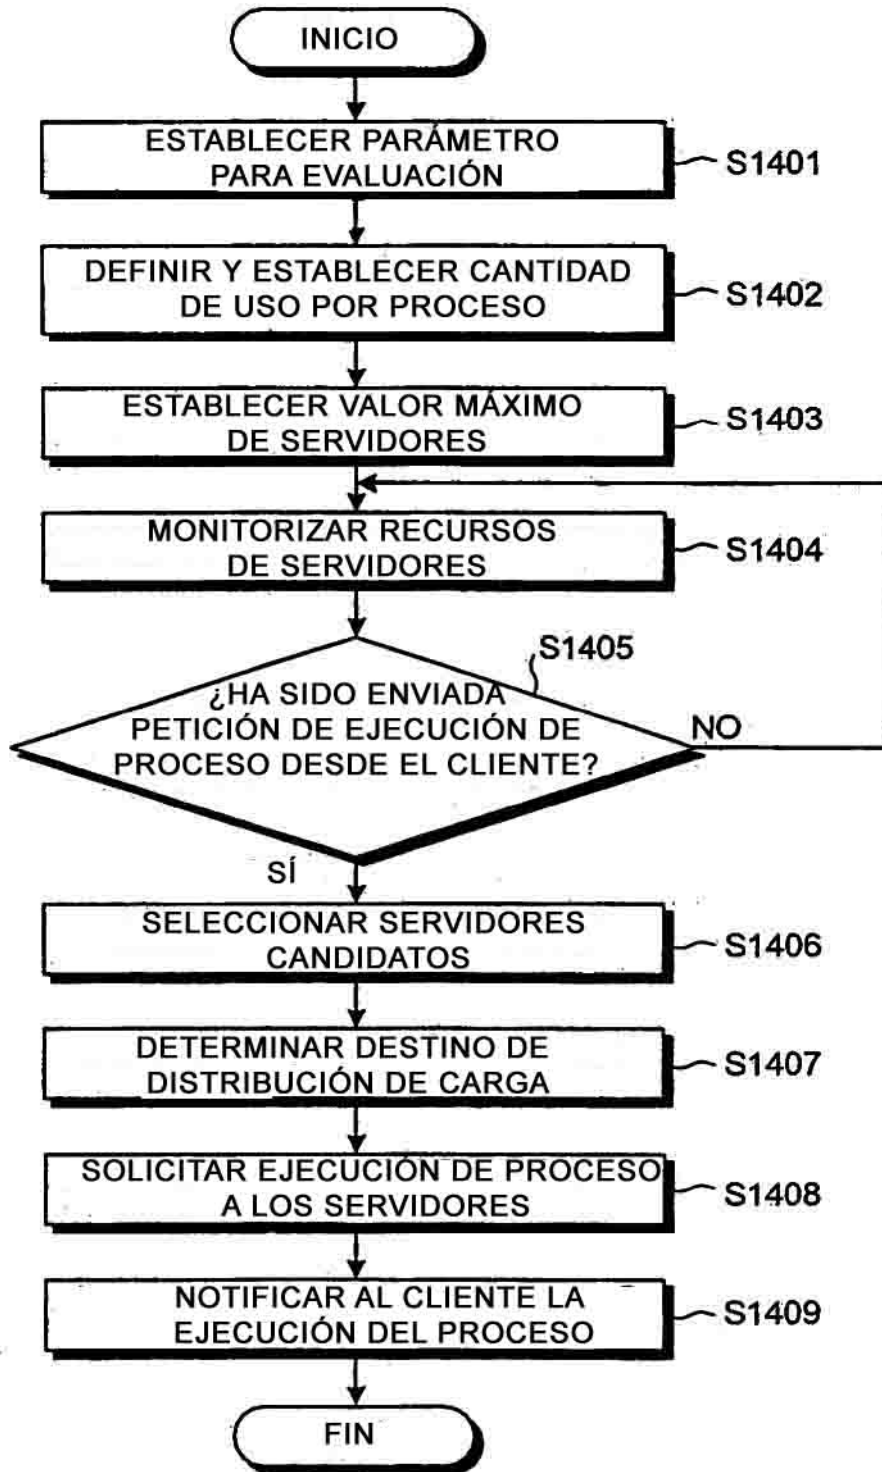 INICIO
ESTABLECER PARÁMETRO
PARA EVALUACIÓN
S1401
DEFINIR Y ESTABLECER CANTIDAD
DE USO POR PROCESO
S1402
ESTABLECER VALOR MÁXIMO
DE SERVIDORES
S1403
MONITORIZAR RECURSOS
DE SERVIDORES
S1404
S1405
¿HA SIDO ENVIADA
PETICIÓN DE EJECUCIÓN DE
PROCESO DESDE EL CLIENTE?
NO
SÍ
SELECCIONAR SERVIDORES
CANDIDATOS
S1406
DETERMINAR DESTINO DE
DISTRIBUCIÓN DE CARGA
S1407
SOLICITAR EJECUCIÓN DE PROCESO
A LOS SERVIDORES
S1408
NOTIFICAR AL CLIENTE LA
EJECUCIÓN DEL PROCESO
S1409
FIN